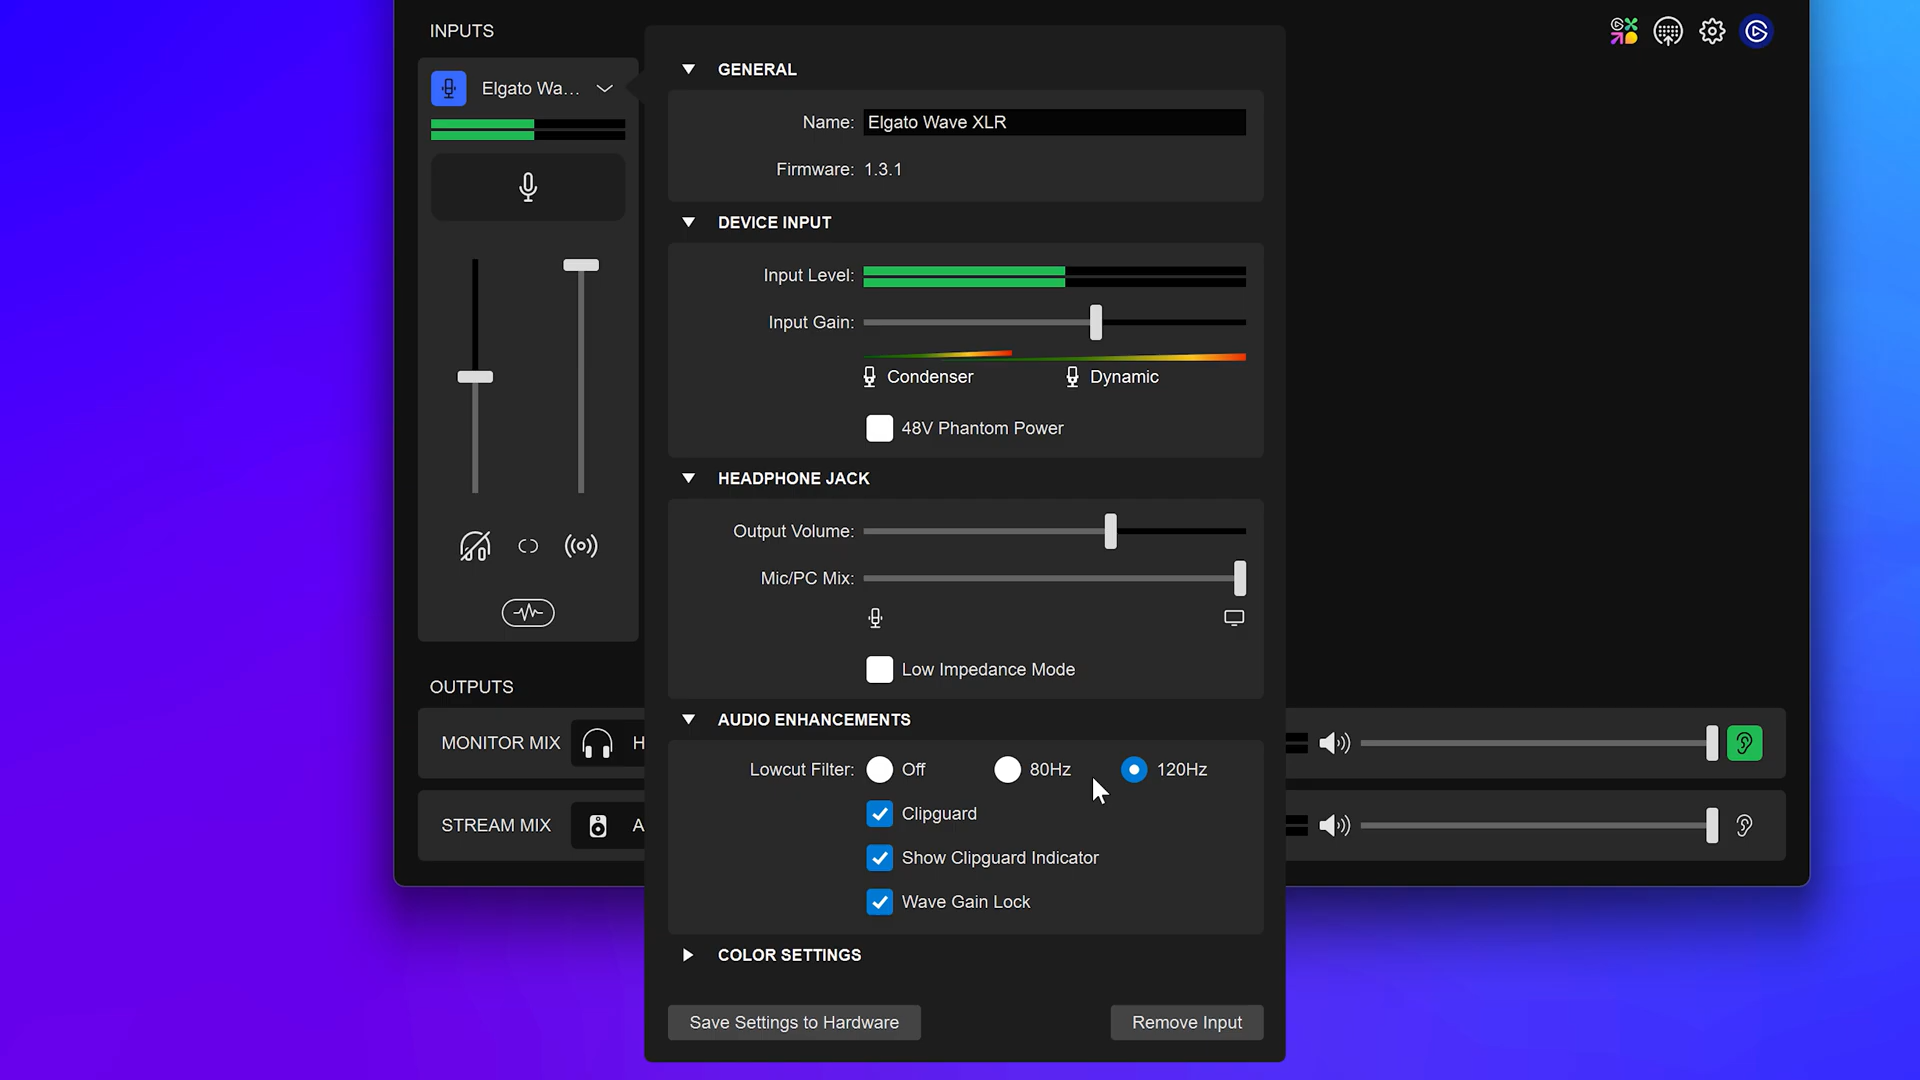 INPUTS
Elgato Wa...
GENERAL
Name: Elgato Wave XLR
Firmware: 1.3.1
DEVICE INPUT
Input Level:
Input Gain:
Condenser Dynamic
48V Phantom Power
HEADPHONE JACK
Output Volume:
Mic/PC Mix:
Low Impedance Mode
AUDIO ENHANCEMENTS
Lowcut Filter: Off 80Hz 120Hz
Clipguard
Show Clipguard Indicator
Wave Gain Lock
COLOR SETTINGS
Save Settings to Hardware Remove Input
OUTPUTS
MONITOR MIX H
STREAM MIX A